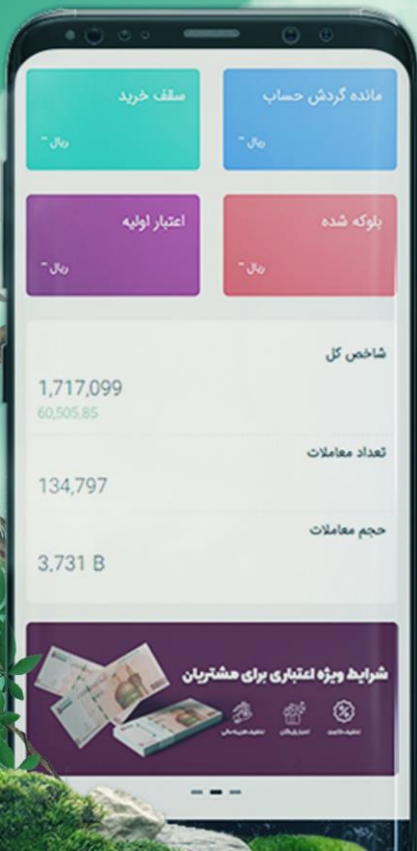 مانده گردش حساب
- ریال
سقف خرید
- ریال
بلوکه شده
- ریال
اعتبار اولیه
- ریال
شاخص کل
1,717,099
60,505.85
تعداد معاملات
134,797
حجم معاملات
3,731 B
شرایط ویژه اعتباری برای مشتریان